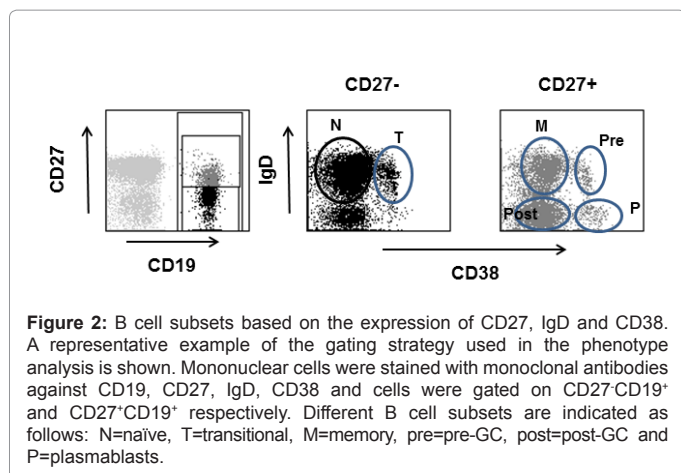 CD27-
CD27+
N
T
M
Pre
CD27
IgD
Post
P
CD19
CD38
Figure 2: B cell subsets based on the expression of CD27, IgD and CD38.
A representative example of the gating strategy used in the phenotype
analysis is shown. Mononuclear cells were stained with monoclonal antibodies
against CD19, CD27, IgD, CD38 and cells were gated on CD27⁻CD19⁺
and CD27⁺CD19⁺ respectively. Different B cell subsets are indicated as
follows: N=naïve, T=transitional, M=memory, pre=pre-GC, post=post-GC and
P=plasmablasts.